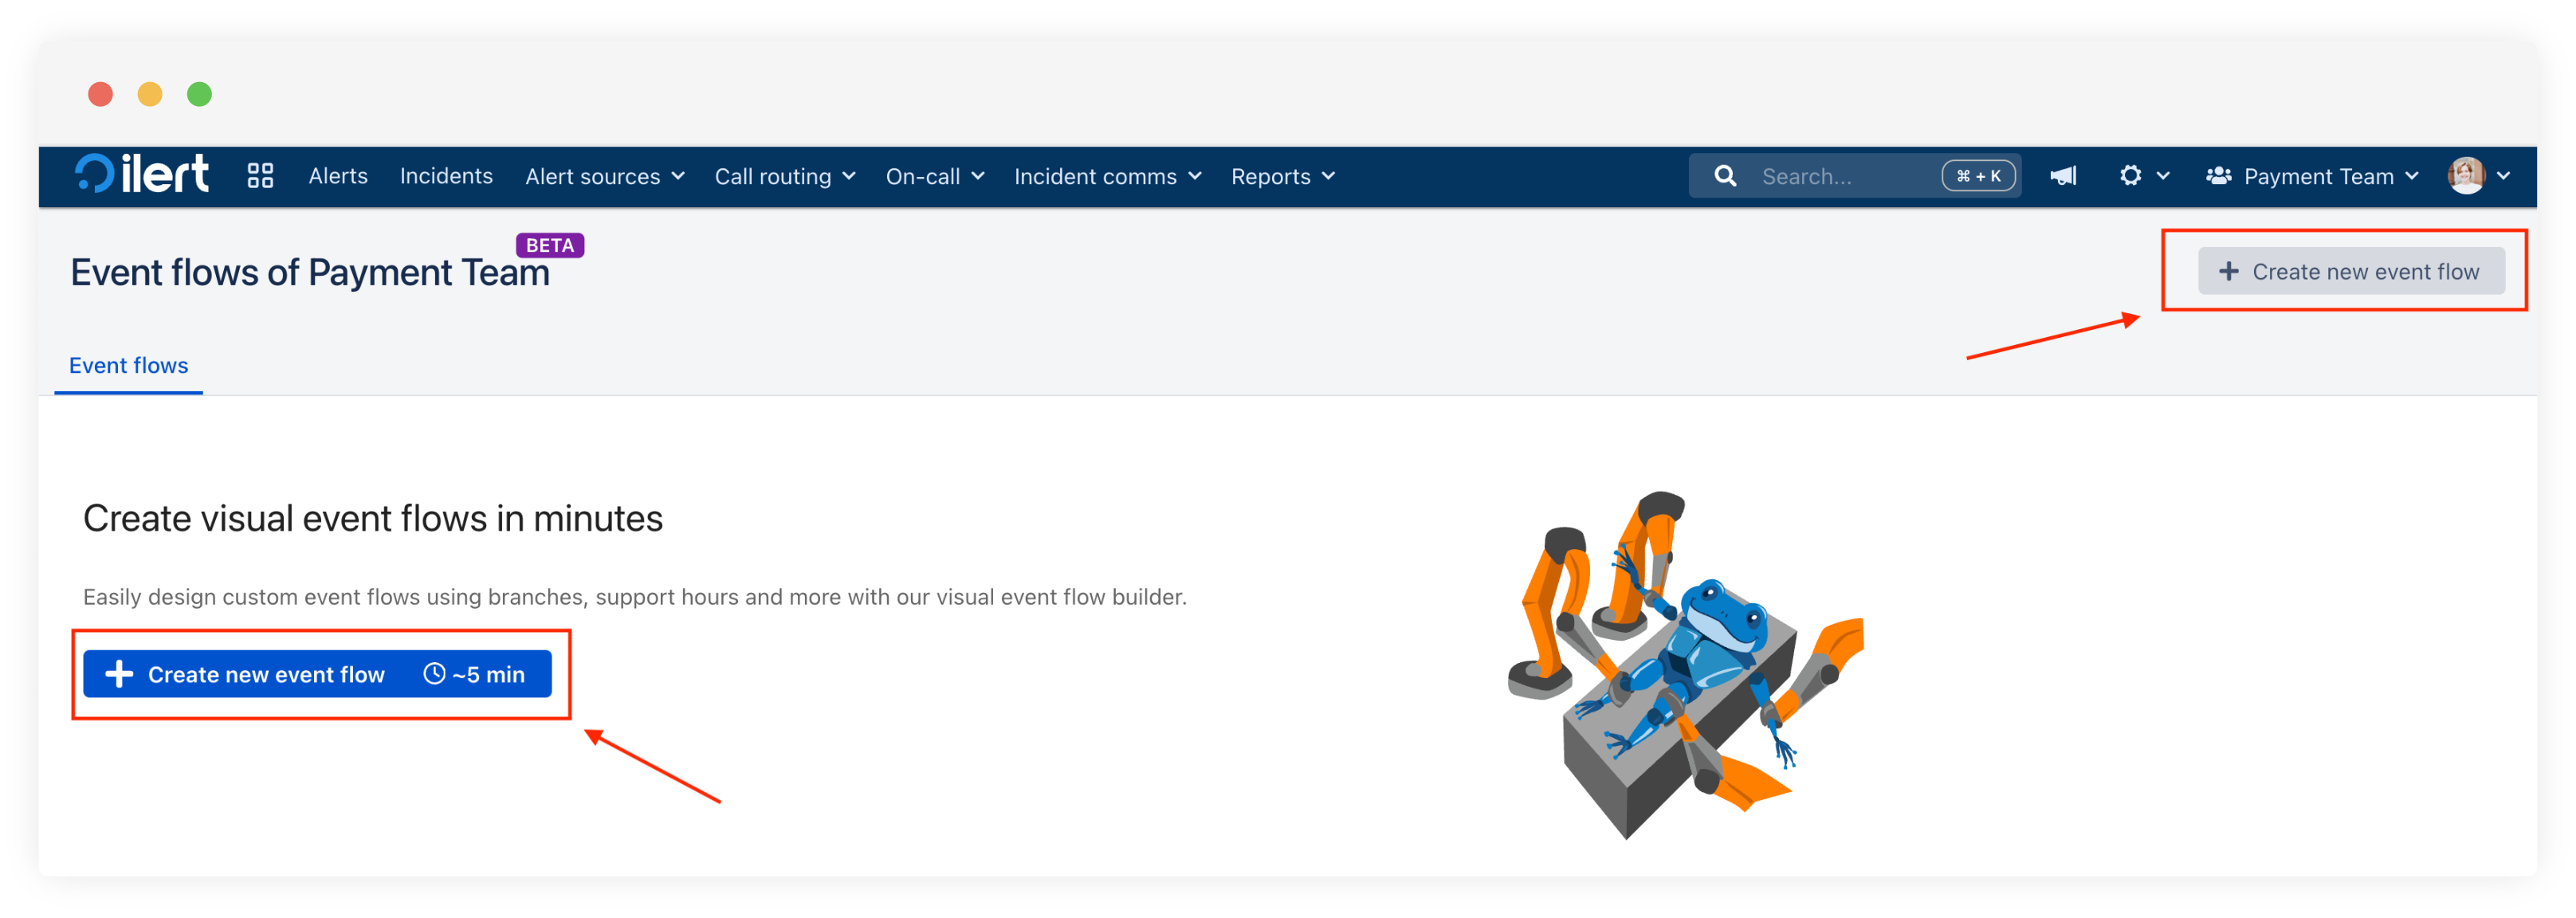 ilert Alerts Incidents Alert sources Call routing On-call Incident comms Reports Search... ⌘ + K Payment Team
BETA
Event flows of Payment Team
+ Create new event flow
Event flows
Create visual event flows in minutes
Easily design custom event flows using branches, support hours and more with our visual event flow builder.
+ Create new event flow ~5 min